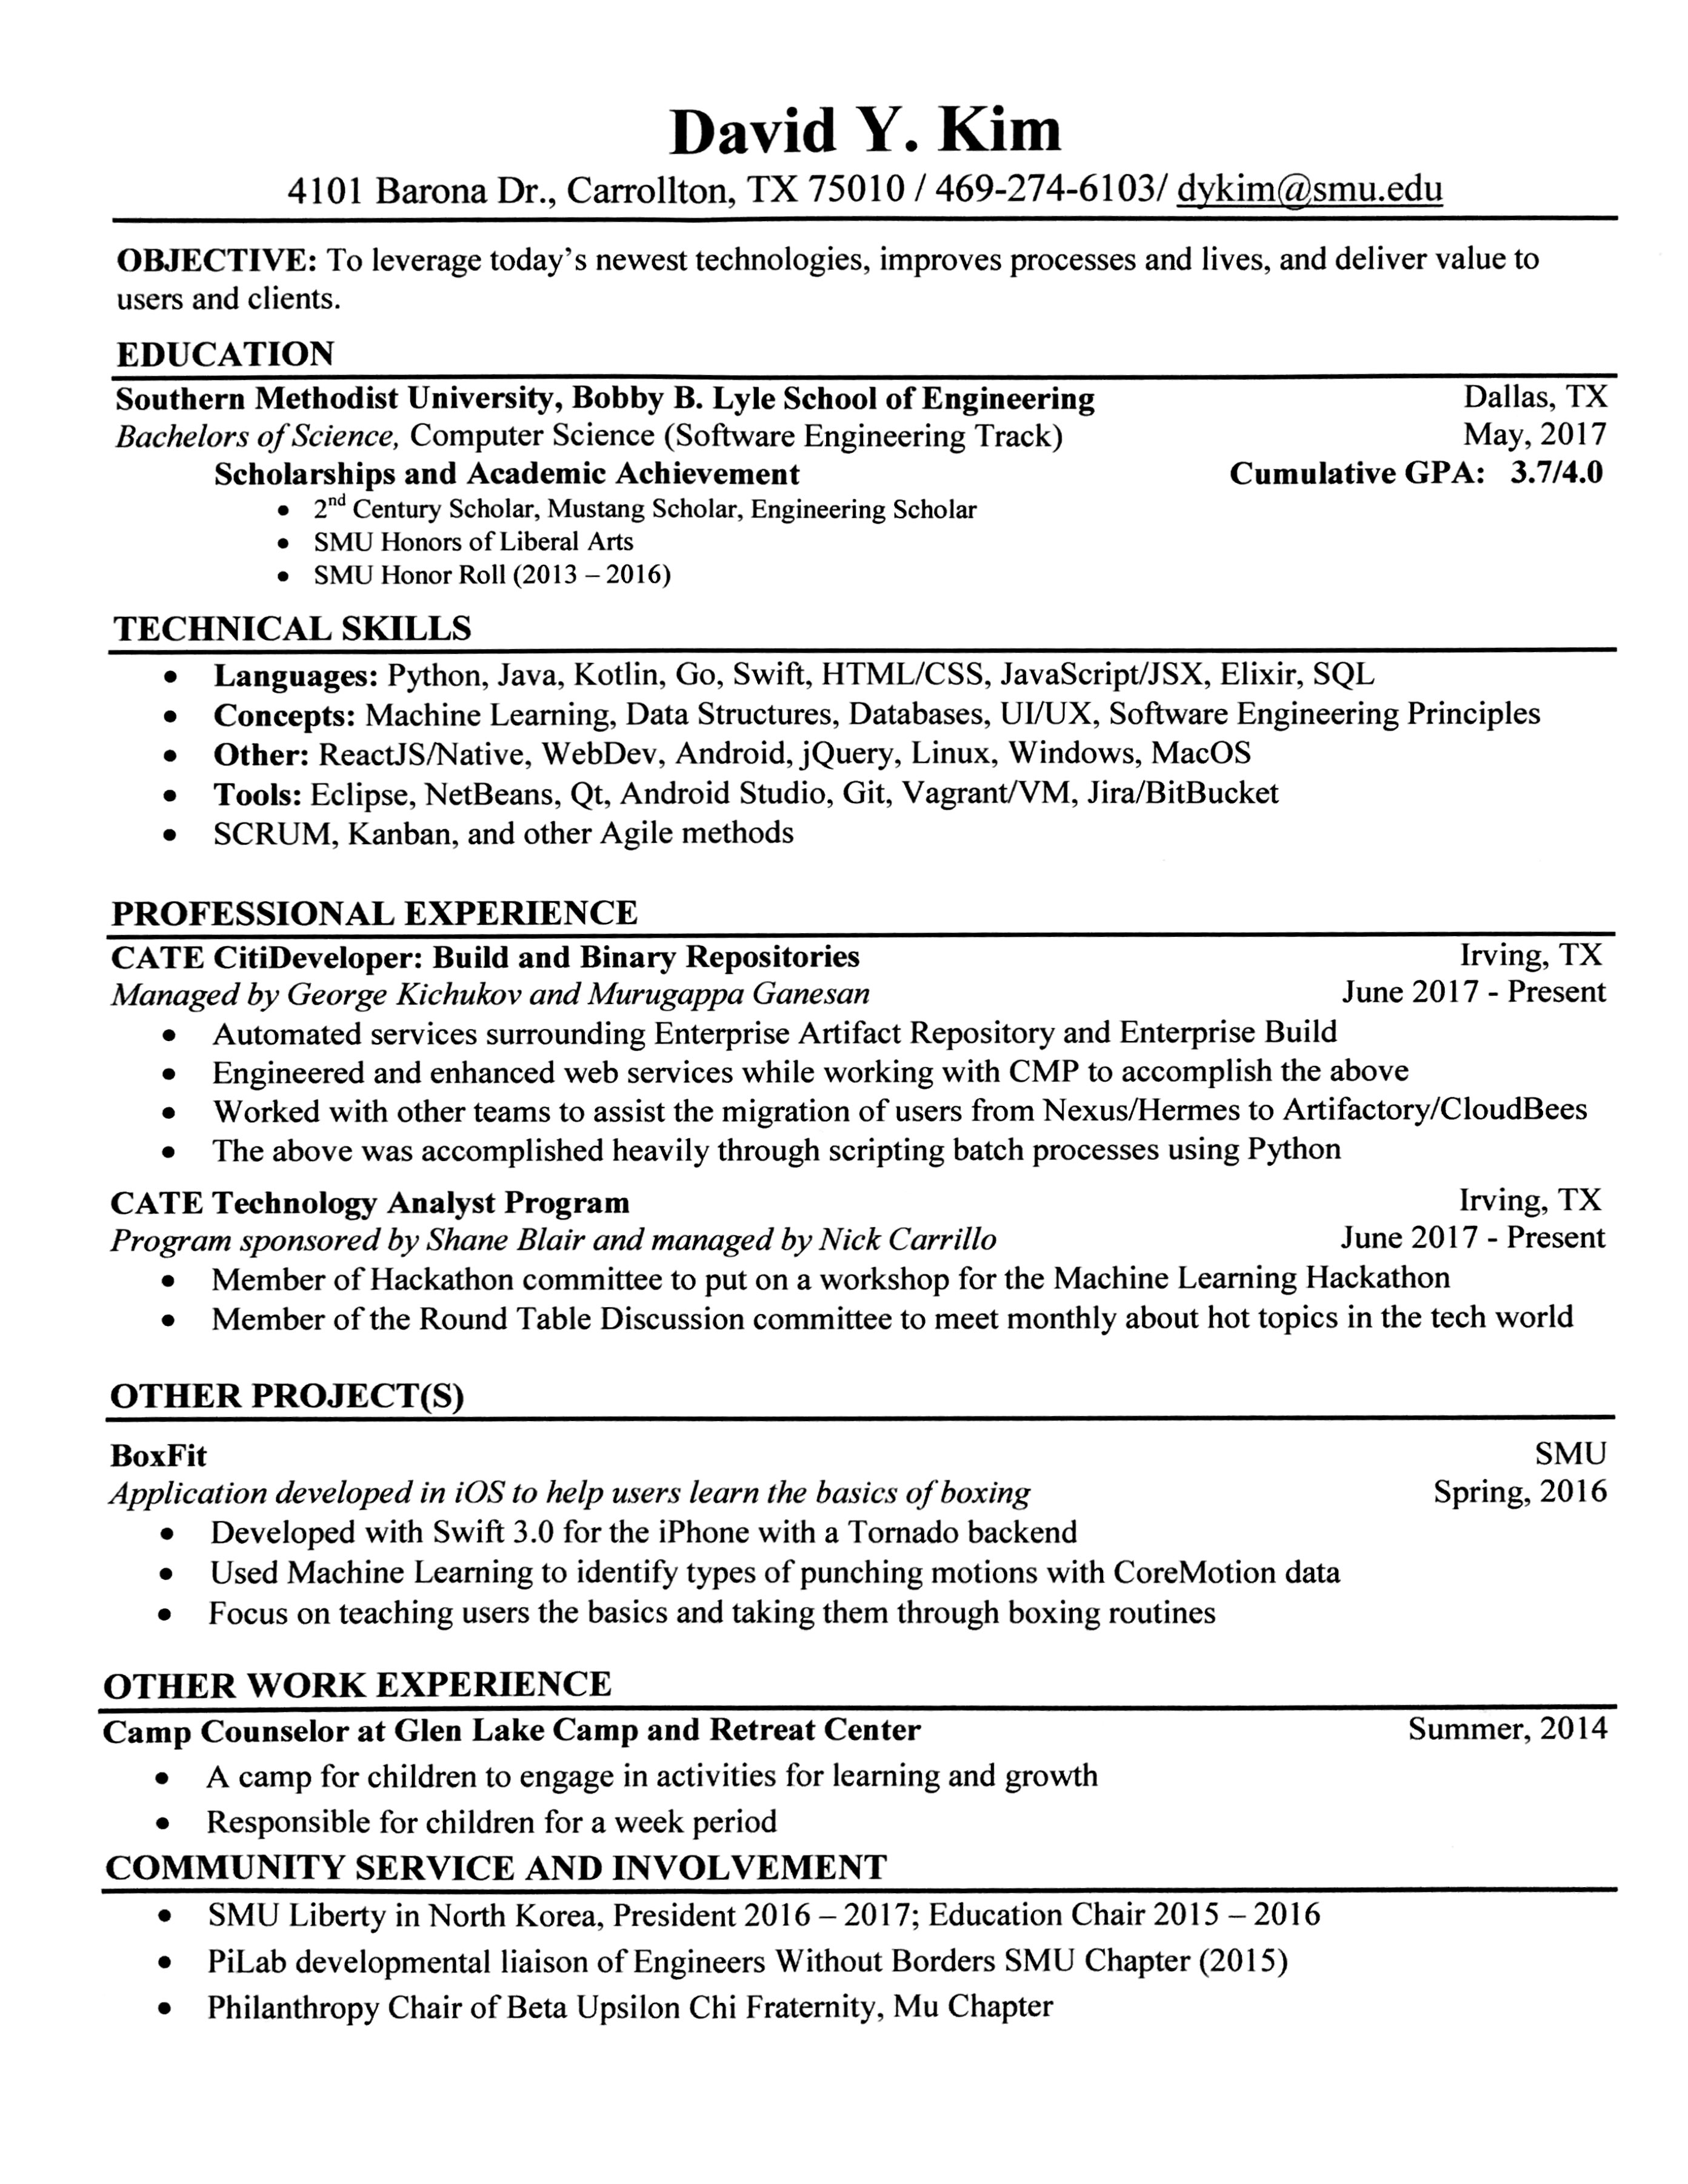 David Y. Kim
4101 Barona Dr., Carrollton, TX 75010 / 469-274-6103/ dykim@smu.edu
OBJECTIVE: To leverage today's newest technologies, improves processes and lives, and deliver value to
users and clients.
EDUCATION
Southern Methodist University, Bobby B. Lyle School of Engineering Dallas, TX
Bachelors of Science, Computer Science (Software Engineering Track) May, 2017
Scholarships and Academic Achievement Cumulative GPA: 3.7/4.0
• 2nd Century Scholar, Mustang Scholar, Engineering Scholar
• SMU Honors of Liberal Arts
• SMU Honor Roll (2013 – 2016)
TECHNICAL SKILLS
• Languages: Python, Java, Kotlin, Go, Swift, HTML/CSS, JavaScript/JSX, Elixir, SQL
• Concepts: Machine Learning, Data Structures, Databases, UI/UX, Software Engineering Principles
• Other: ReactJS/Native, WebDev, Android, jQuery, Linux, Windows, MacOS
• Tools: Eclipse, NetBeans, Qt, Android Studio, Git, Vagrant/VM, Jira/BitBucket
• SCRUM, Kanban, and other Agile methods
PROFESSIONAL EXPERIENCE
CATE CitiDeveloper: Build and Binary Repositories Irving, TX
Managed by George Kichukov and Murugappa Ganesan June 2017 - Present
• Automated services surrounding Enterprise Artifact Repository and Enterprise Build
• Engineered and enhanced web services while working with CMP to accomplish the above
• Worked with other teams to assist the migration of users from Nexus/Hermes to Artifactory/CloudBees
• The above was accomplished heavily through scripting batch processes using Python
CATE Technology Analyst Program Irving, TX
Program sponsored by Shane Blair and managed by Nick Carrillo June 2017 - Present
• Member of Hackathon committee to put on a workshop for the Machine Learning Hackathon
• Member of the Round Table Discussion committee to meet monthly about hot topics in the tech world
OTHER PROJECT(S)
BoxFit SMU
Application developed in iOS to help users learn the basics of boxing Spring, 2016
• Developed with Swift 3.0 for the iPhone with a Tornado backend
• Used Machine Learning to identify types of punching motions with CoreMotion data
• Focus on teaching users the basics and taking them through boxing routines
OTHER WORK EXPERIENCE
Camp Counselor at Glen Lake Camp and Retreat Center Summer, 2014
• A camp for children to engage in activities for learning and growth
• Responsible for children for a week period
COMMUNITY SERVICE AND INVOLVEMENT
• SMU Liberty in North Korea, President 2016 – 2017; Education Chair 2015 – 2016
• PiLab developmental liaison of Engineers Without Borders SMU Chapter (2015)
• Philanthropy Chair of Beta Upsilon Chi Fraternity, Mu Chapter